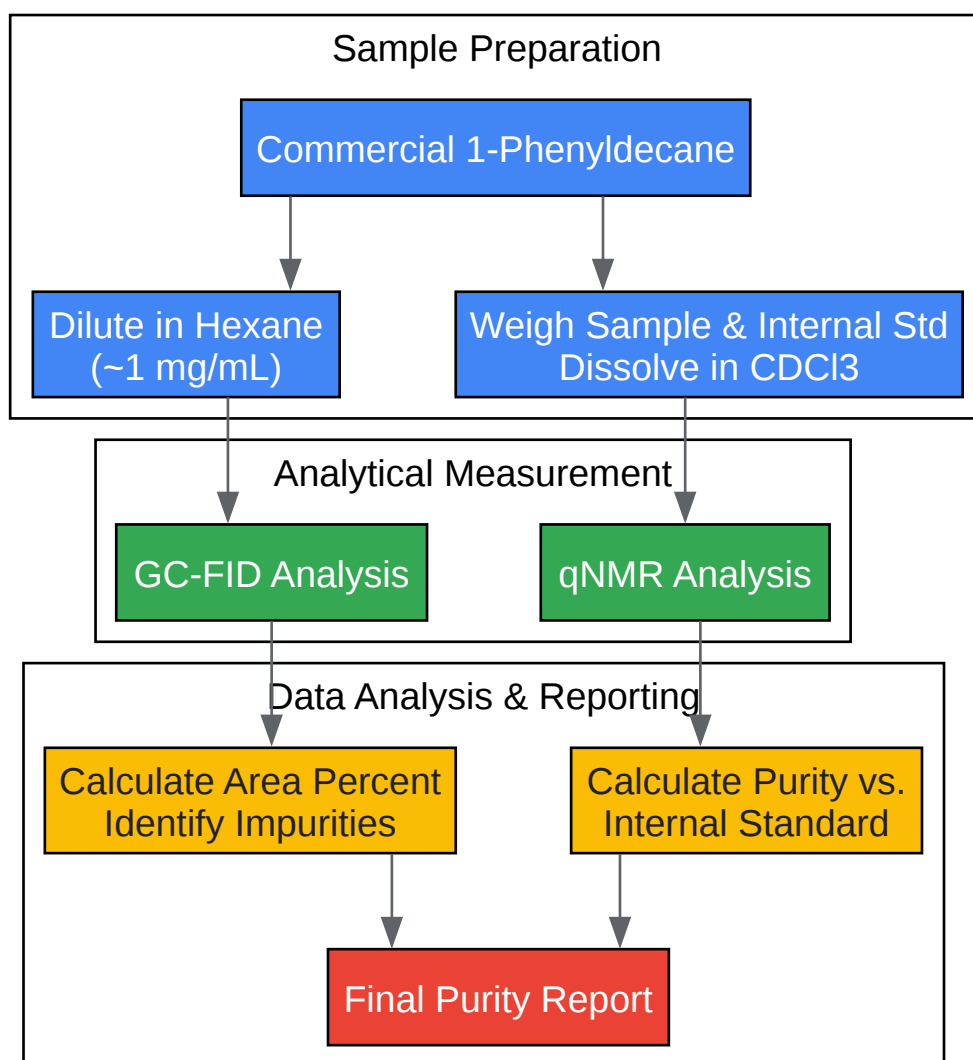 Sample Preparation
Commercial 1-Phenyldecane
Dilute in Hexane
(~1 mg/mL)
Weigh Sample & Internal Std
Dissolve in CDCl3
Analytical Measurement
GC-FID Analysis
qNMR Analysis
Data Analysis & Reporting
Calculate Area Percent
Identify Impurities
Calculate Purity vs.
Internal Standard
Final Purity Report